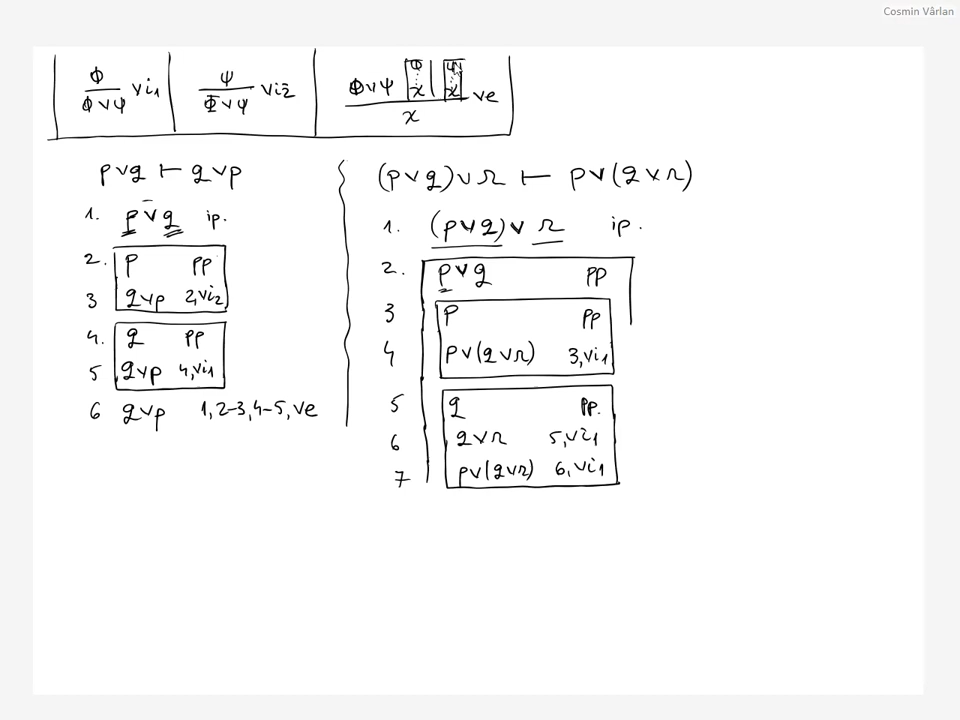 Cosmin Vârlan
Φ / Φ∨ψ ∨i1
ψ / Φ∨ψ ∨i2
Φ∨ψ Φ ⋮ χ ψ ⋮ χ / χ ∨e
p∨q ⊢ q∨p
1. p∨q ip.
2. p pp
3 q∨p 2,∨i2
4. q pp
5 q∨p 4,∨i1
6 q∨p 1,2-3,4-5,∨e
(p∨q)∨r ⊢ p∨(q∨r)
1. (p∨q)∨r ip.
2. p∨q pp
3 p pp
4 p∨(q∨r) 3,∨i1
5 q pp.
6 q∨r 5,∨i1
7 p∨(q∨r) 6,∨i1